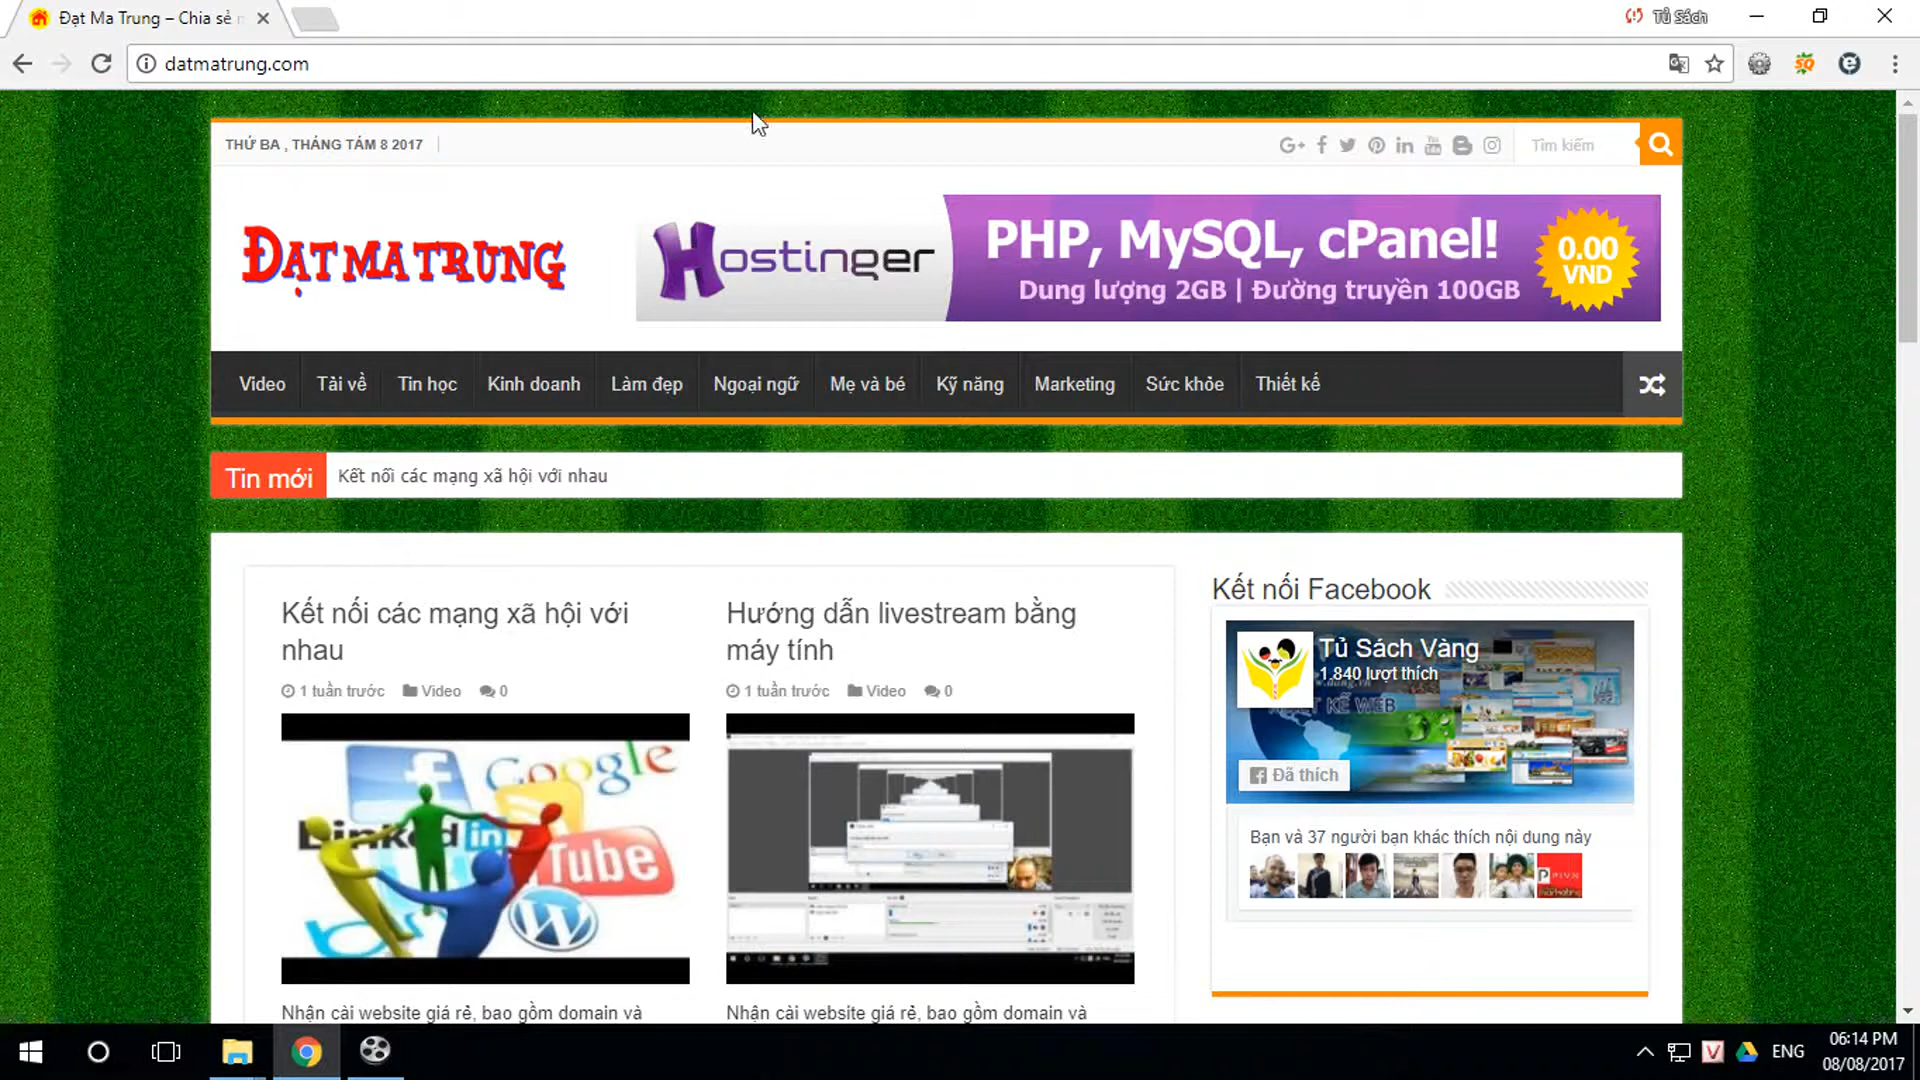 Đạt Ma Trung – Chia sẻ
Tủ Sách
datmatrung.com
THỨ BA , THÁNG TÁM 8 2017
Tìm kiếm
ĐẠT MA TRUNG
Hostinger
PHP, MySQL, cPanel!
Dung lượng 2GB | Đường truyền 100GB
0.00
VND
Video Tải về Tin học Kinh doanh Làm đẹp Ngoại ngữ Mẹ và bé Kỹ năng Marketing Sức khỏe Thiết kế
Tin mới Kết nối các mạng xã hội với nhau
Kết nối các mạng xã hội với
nhau
1 tuần trước Video 0
Google
Linkedin
Tube
Nhận cài website giá rẻ, bao gồm domain và
Hướng dẫn livestream bằng
máy tính
1 tuần trước Video 0
Nhận cài website giá rẻ, bao gồm domain và
Kết nối Facebook
Tủ Sách Vàng
1.840 lượt thích
Đã thích
Bạn và 37 người bạn khác thích nội dung này
ENG
06:14 PM
08/08/2017